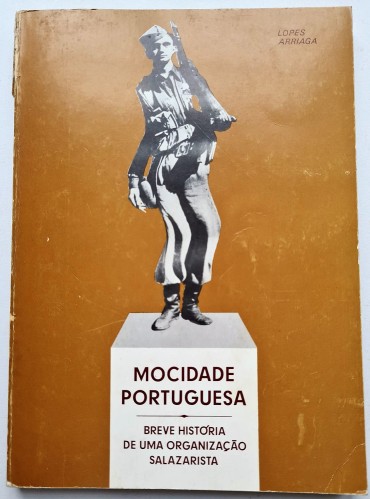 LOPES
ARRIAGA
MOCIDADE
PORTUGUESA
BREVE HISTÓRIA
DE UMA ORGANIZAÇÃO
SALAZARISTA